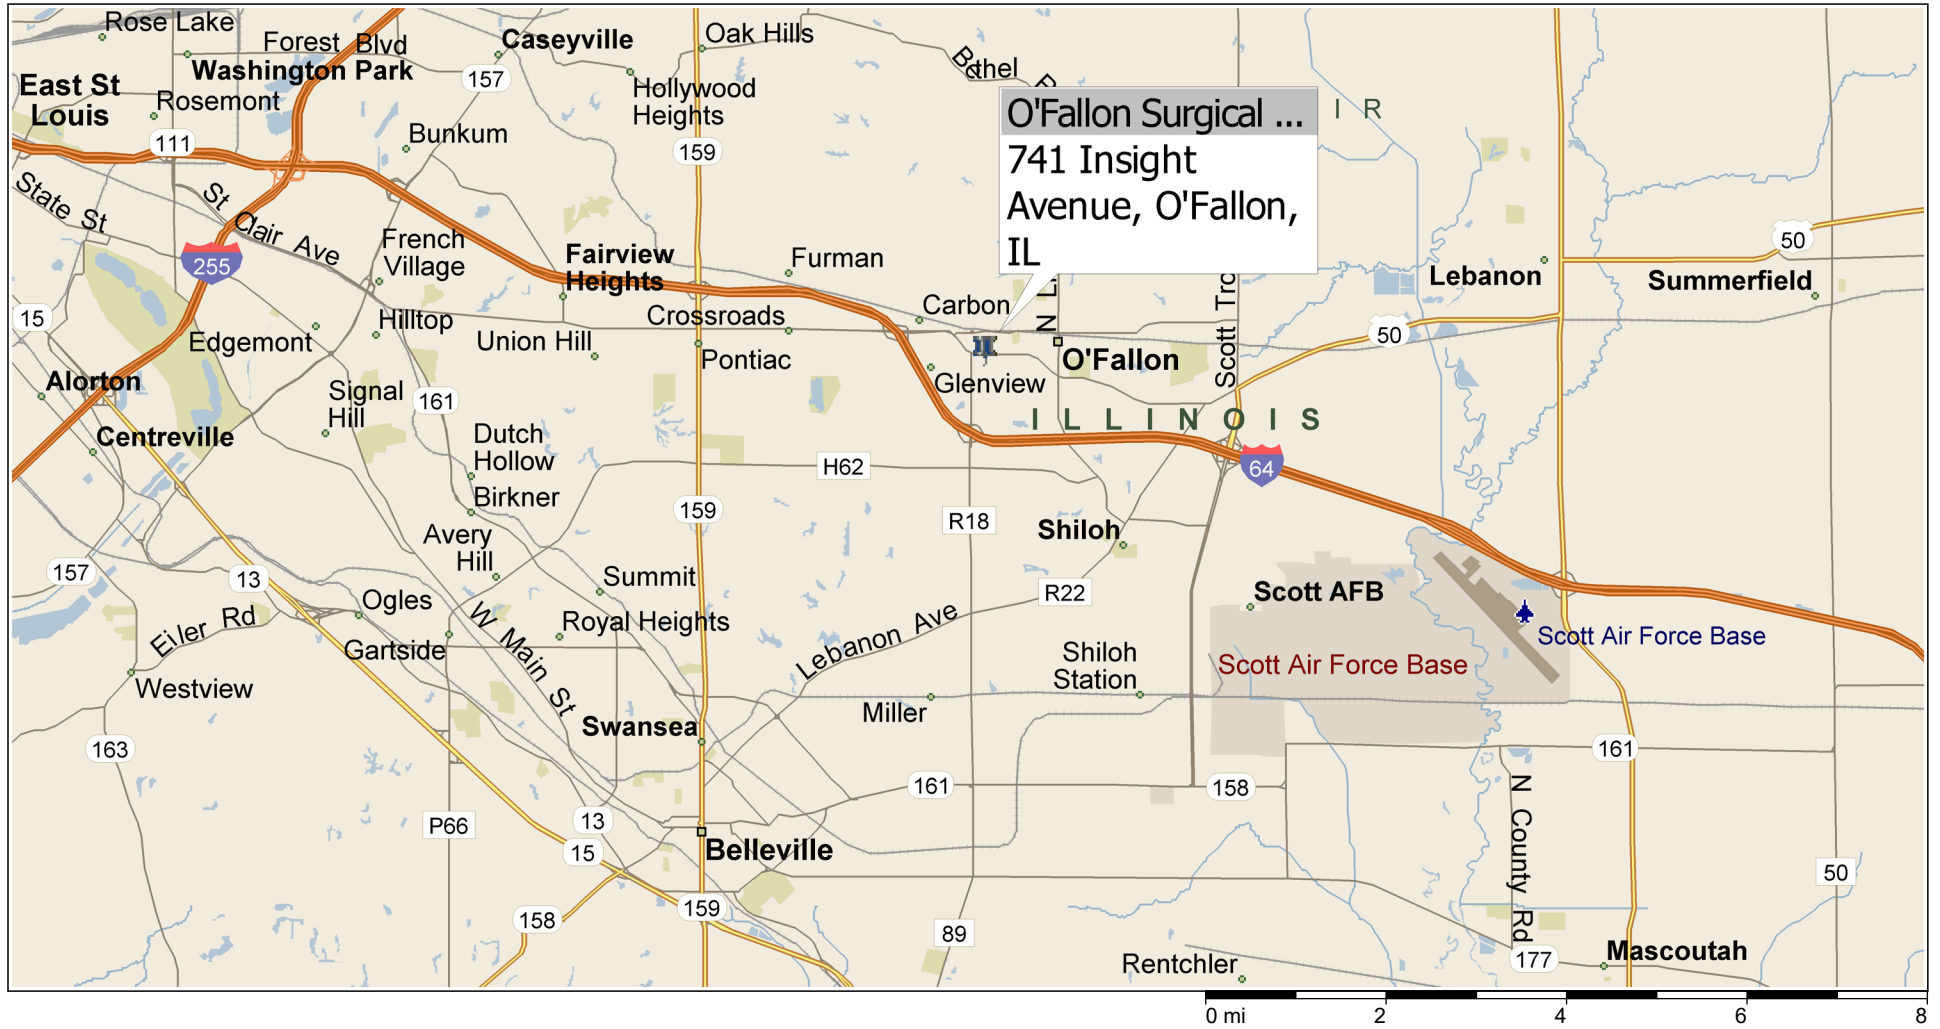 Rose Lake
Forest Blvd
Caseyville
Oak Hills
Bethel
Washington Park
157
East St
Louis
Rosemont
Hollywood
Heights
O'Fallon Surgical ...
I R
741 Insight
Avenue, O'Fallon,
IL
111
Bunkum
159
State St
St Clair Ave
French
Village
Fairview
Heights
Furman
255
50
Lebanon
Summerfield
15
Hilltop
Edgemont
Union Hill
Crossroads
Carbon
N L
Scott Tro
50
Pontiac
O'Fallon
Glenview
Alorton
Signal
Hill
161
ILLINOIS
Centreville
Dutch
Hollow
H62
64
Birkner
159
R18
Shiloh
Avery
Hill
157
13
Summit
R22
Scott AFB
Ogles
Eiler Rd
W Main St
Royal Heights
Lebanon Ave
Scott Air Force Base
Gartside
Shiloh
Station
Scott Air Force Base
Westview
Miller
Swansea
163
161
161
158
N County Rd
P66
13
15
Belleville
50
158
159
89
Rentchler
177
Mascoutah
0 mi 2 4 6 8